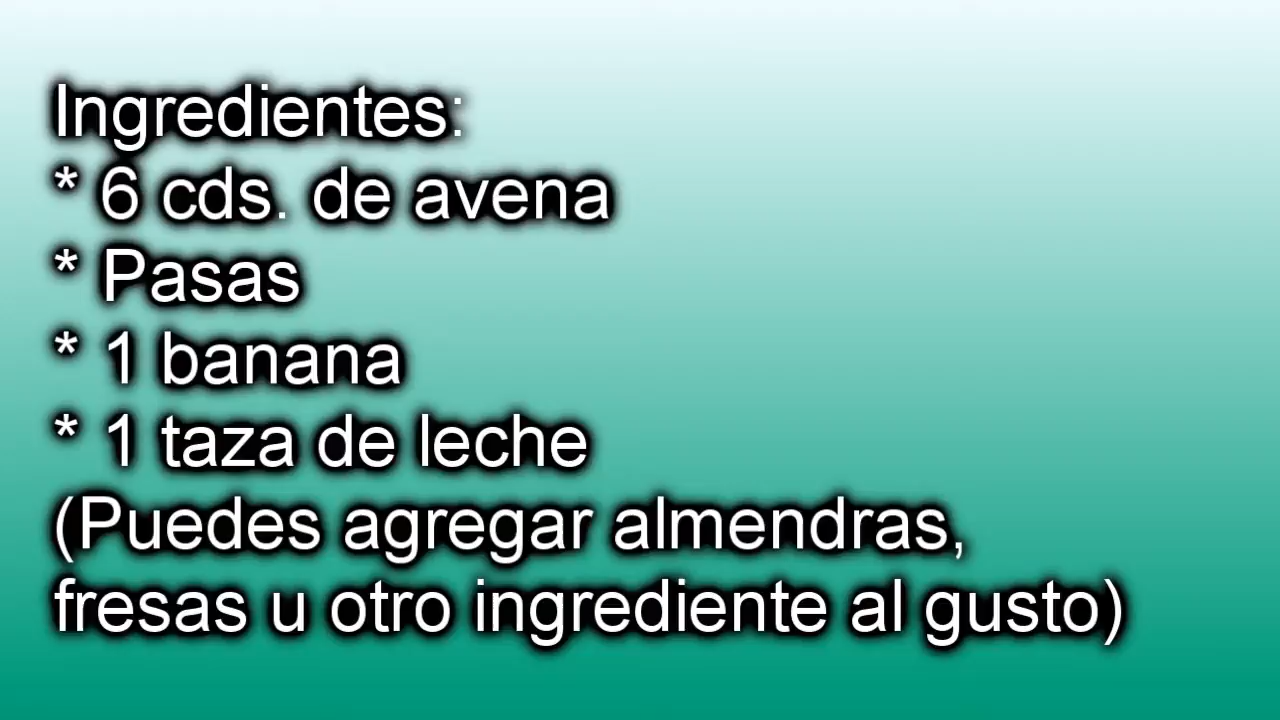 Ingredientes:
* 6 cds. de avena
* Pasas
* 1 banana
* 1 taza de leche
(Puedes agregar almendras,
fresas u otro ingrediente al gusto)